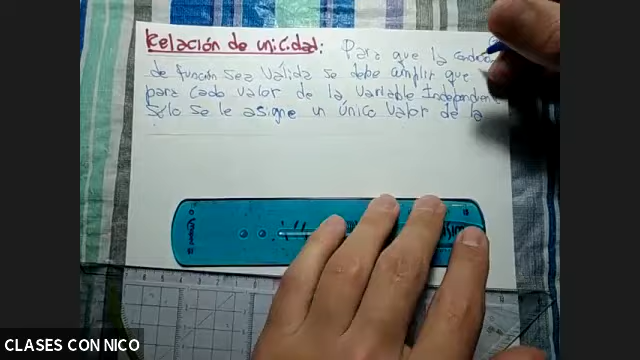 Relación de unicidad: Para que la condición
de función sea válida se debe cumplir que
para cada valor de la variable Independiente
Sólo se le asigne un único valor de la
CLASES CON NICO